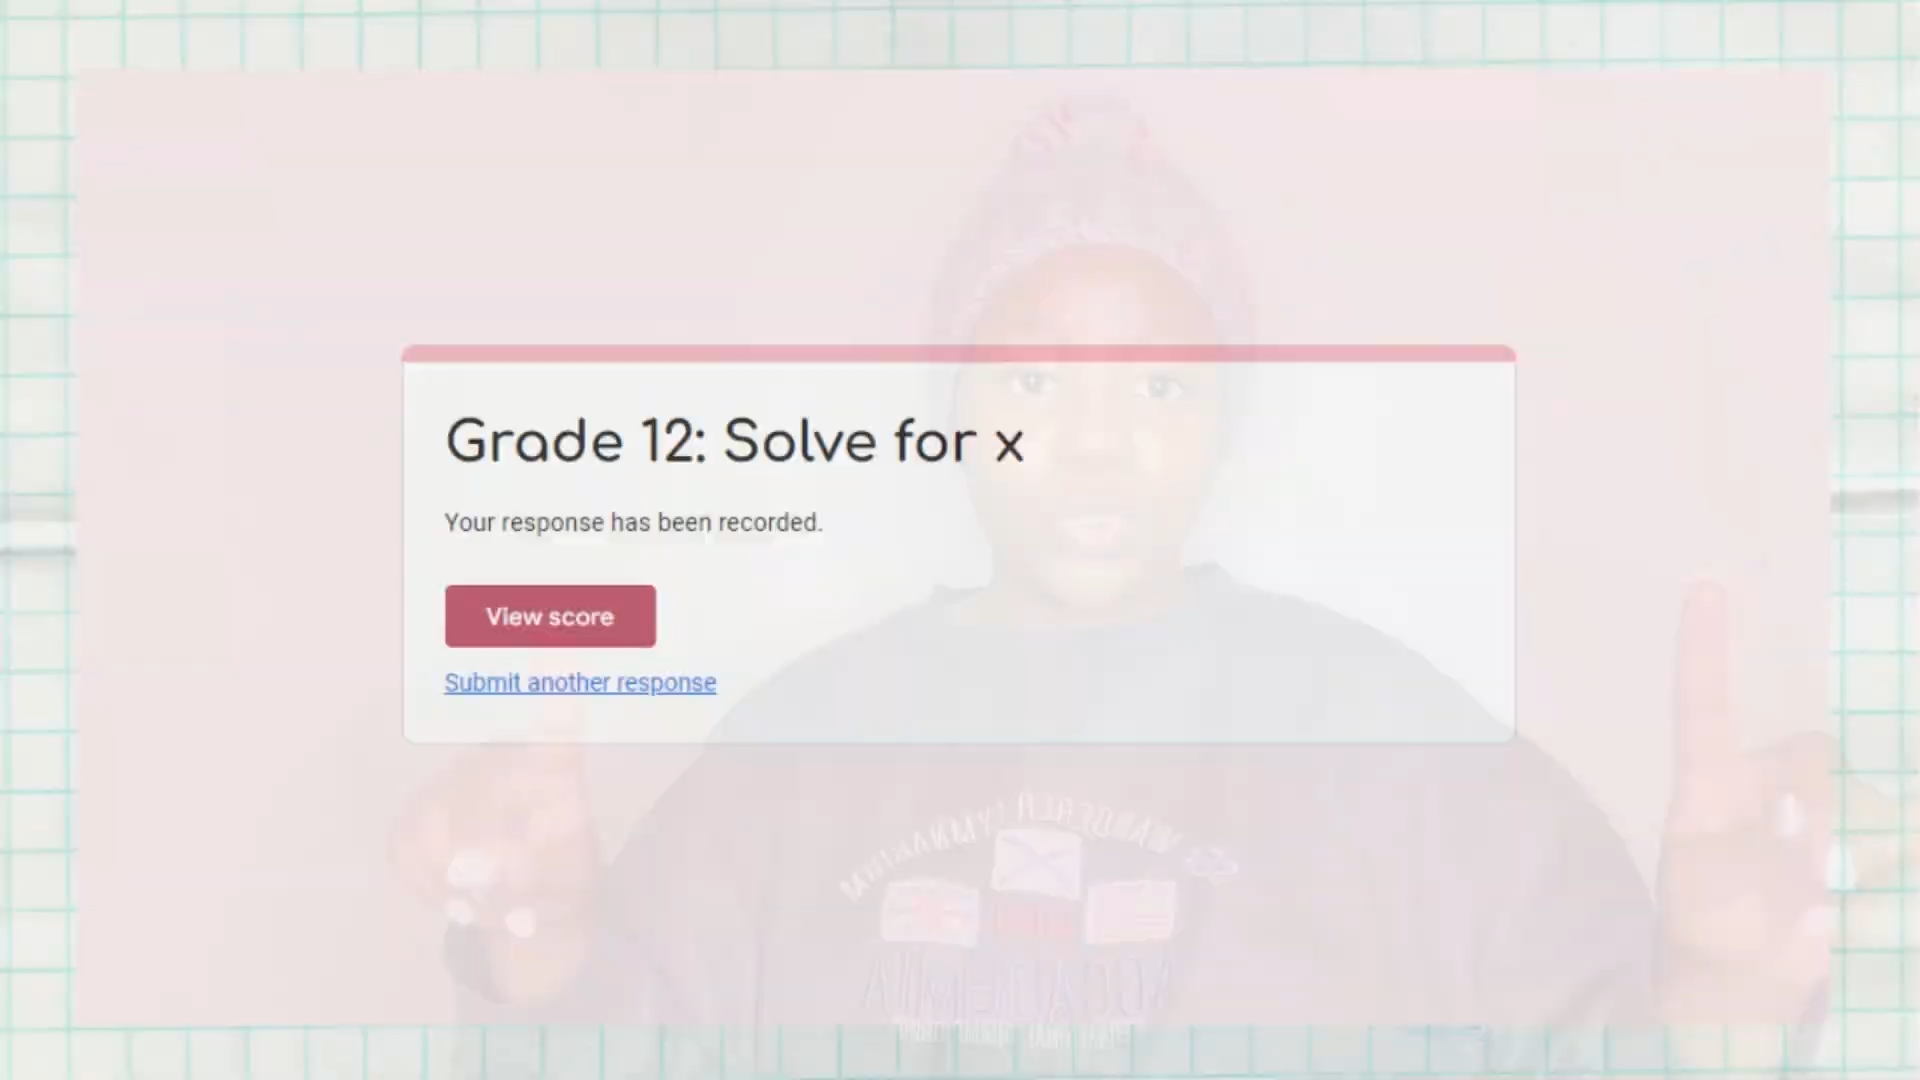 Grade 12: Solve for x
Your response has been recorded.
View score
Submit another response